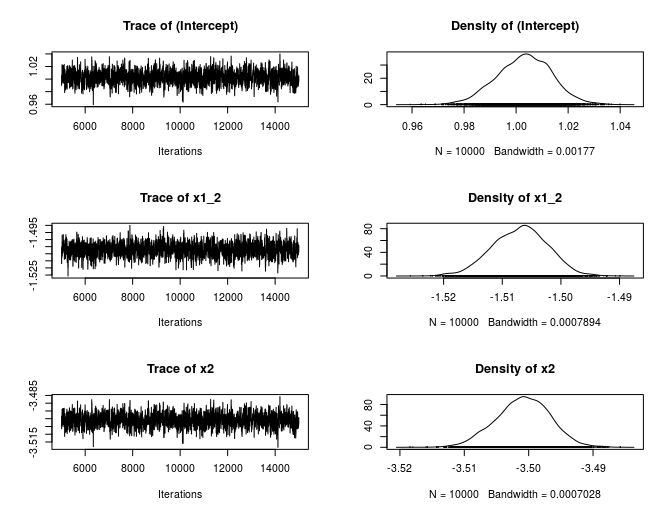 Trace of (Intercept)
1.02
0.96
6000 8000 10000 12000 14000
Iterations
Density of (Intercept)
20
0
0.96 0.98 1.00 1.02 1.04
N = 10000 Bandwidth = 0.00177
Trace of x1_2
-1.495
-1.525
6000 8000 10000 12000 14000
Iterations
Density of x1_2
80
40
0
-1.52 -1.51 -1.50 -1.49
N = 10000 Bandwidth = 0.0007894
Trace of x2
-3.485
-3.515
6000 8000 10000 12000 14000
Iterations
Density of x2
80
40
0
-3.52 -3.51 -3.50 -3.49
N = 10000 Bandwidth = 0.0007028